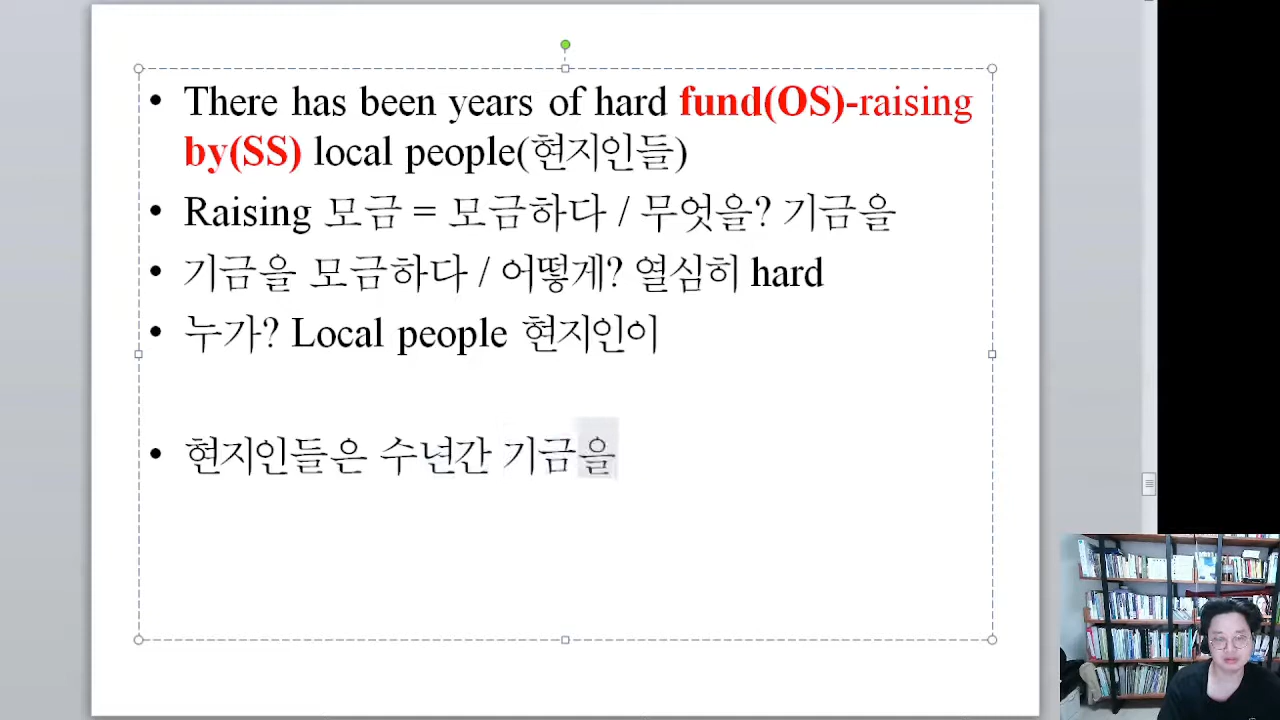 • There has been years of hard fund(OS)-raising
by(SS) local people(현지인들)
• Raising 모금 = 모금하다 / 무엇을? 기금을
• 기금을 모금하다 / 어떻게? 열심히 hard
• 누가? Local people 현지인이
• 현지인들은 수년간 기금을